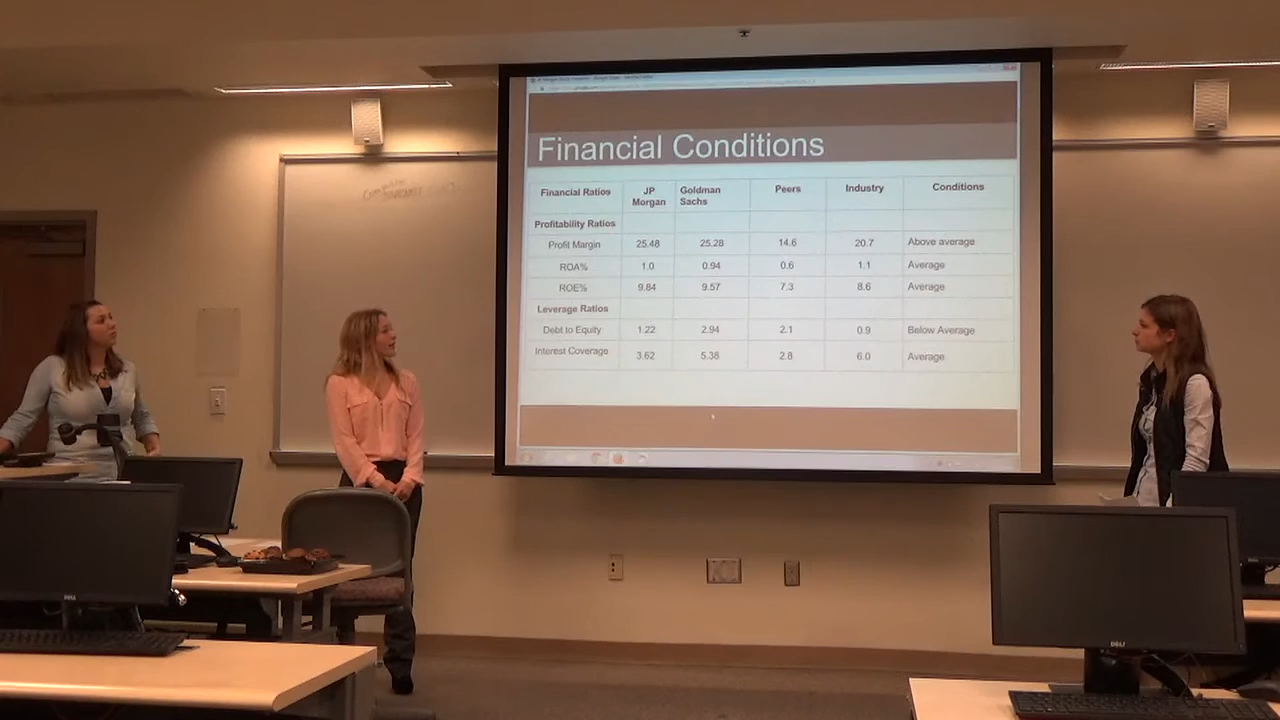 Financial Conditions
Financial Ratios JP Morgan Goldman Sachs Peers Industry Conditions
Profitability Ratios
Profit Margin 25.48 25.28 14.6 20.7 Above average
ROA% 1.0 0.94 0.6 1.1 Average
ROE% 9.84 9.57 7.3 8.6 Average
Leverage Ratios
Debt to Equity 1.22 2.94 2.1 0.9 Below Average
Interest Coverage 3.62 5.38 2.8 6.0 Average
DELL
DELL